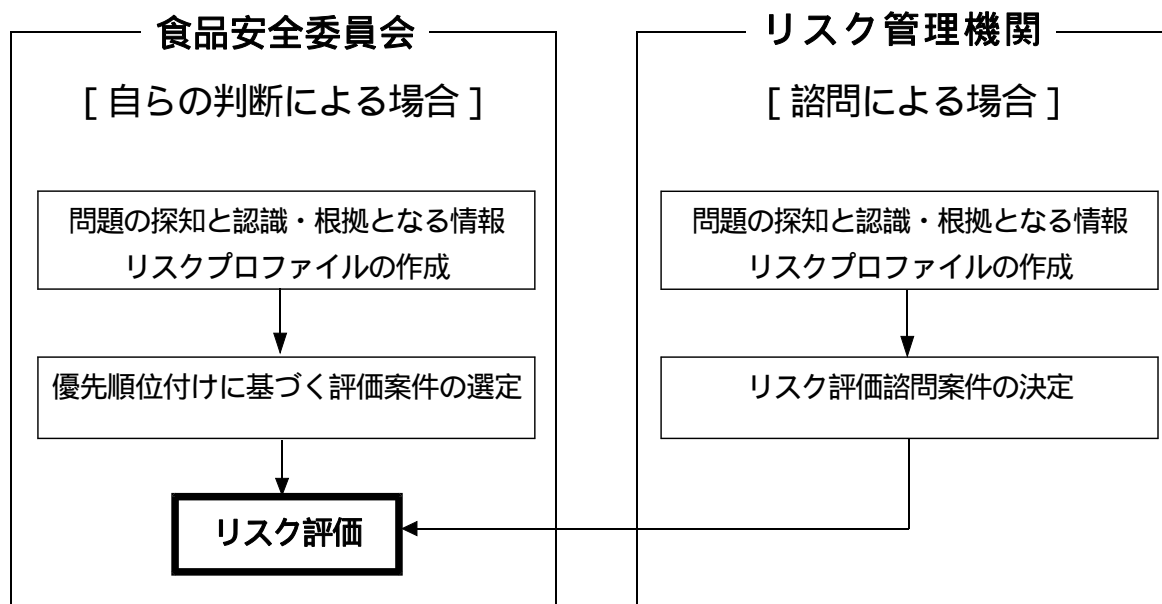 食品安全委員会
[ 自らの判断による場合 ]
問題の探知と認識・根拠となる情報
リスクプロファイルの作成
優先順位付けに基づく評価案件の選定
リスク評価
リスク管理機関
[ 諮問による場合 ]
問題の探知と認識・根拠となる情報
リスクプロファイルの作成
リスク評価諮問案件の決定